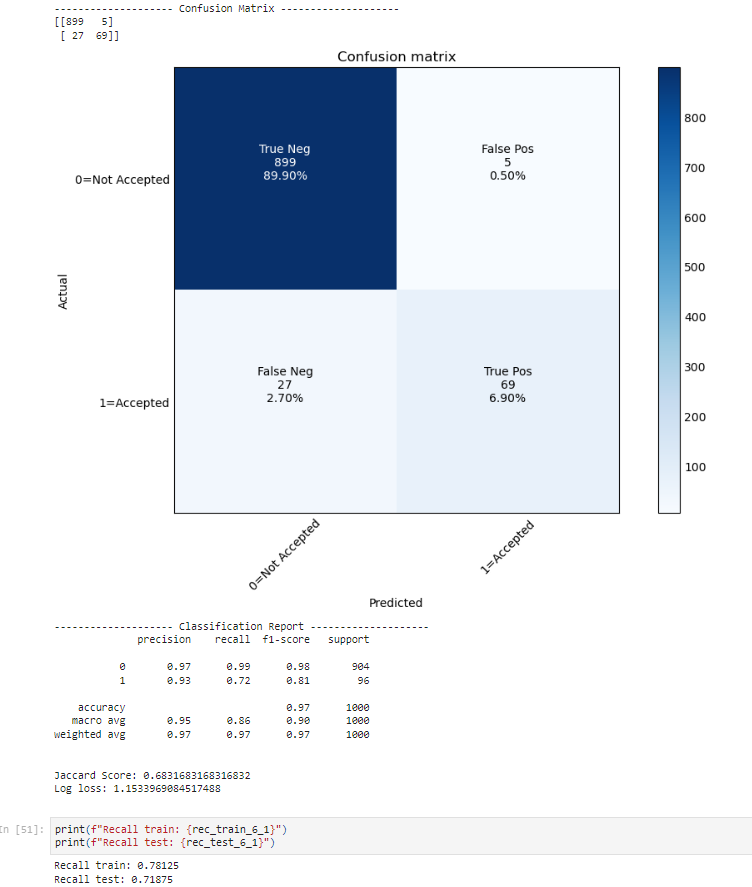 ------------------- Confusion Matrix -------------------
[[899   5]
 [ 27  69]]
Confusion matrix
True Neg
899
89.90%
False Pos
5
0.50%
0=Not Accepted
False Neg
27
2.70%
True Pos
69
6.90%
1=Accepted
Actual
800
700
600
500
400
300
200
100
0=Not Accepted
1=Accepted
Predicted
------------------- Classification Report -------------------
precision    recall  f1-score   support
0       0.97      0.99      0.98       904
1       0.93      0.72      0.81        96
accuracy                           0.97      1000
macro avg       0.95      0.86      0.90      1000
weighted avg       0.97      0.97      0.97      1000
Jaccard Score: 0.6831683168316832
Log loss: 1.1533969084517488
In [51]: print(f"Recall train: {rec_train_6_1}")
print(f"Recall test: {rec_test_6_1}")
Recall train: 0.78125
Recall test: 0.71875